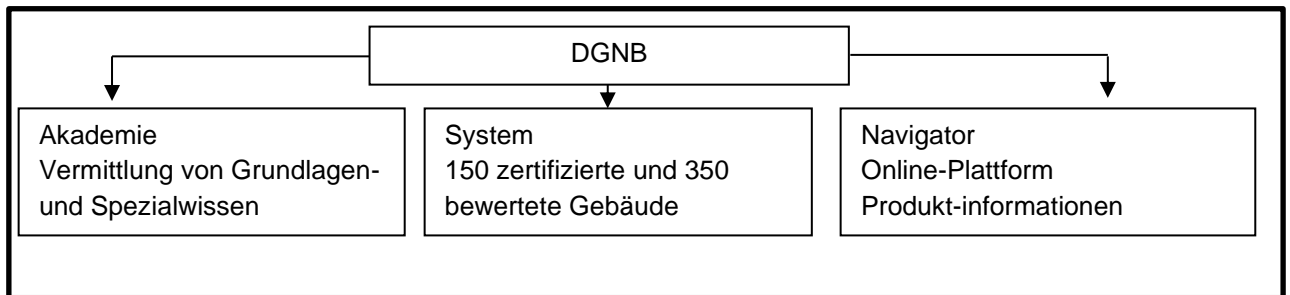 DGNB
Akademie
Vermittlung von Grundlagen-
und Spezialwissen
System
150 zertifizierte und 350
bewertete Gebäude
Navigator
Online-Plattform
Produkt-informationen